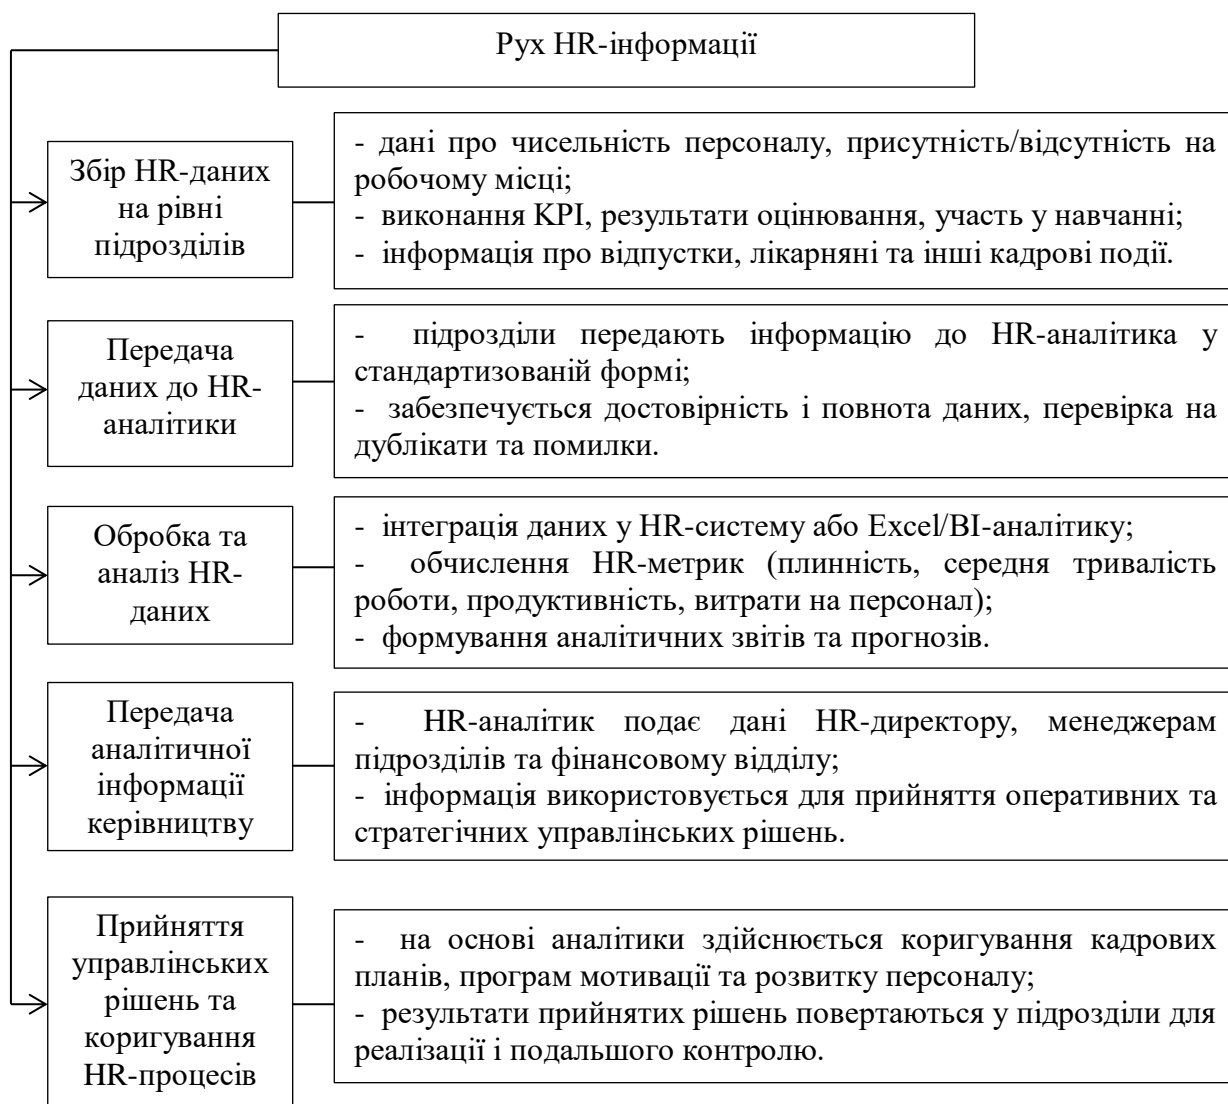 Рух HR-інформації
Збір HR-даних
на рівні
підрозділів
- дані про чисельність персоналу, присутність/відсутність на
робочому місці;
- виконання KPI, результати оцінювання, участь у навчанні;
- інформація про відпустки, лікарняні та інші кадрові події.
Передача
даних до HR-
аналітики
- підрозділи передають інформацію до HR-аналітика у
стандартизованій формі;
- забезпечується достовірність і повнота даних, перевірка на
дублікати та помилки.
Обробка та
аналіз HR-
даних
- інтеграція даних у HR-систему або Excel/BI-аналітику;
- обчислення HR-метрик (плинність, середня тривалість
роботи, продуктивність, витрати на персонал);
- формування аналітичних звітів та прогнозів.
Передача
аналітичної
інформації
керівництву
- HR-аналітик подає дані HR-директору, менеджерам
підрозділів та фінансовому відділу;
- інформація використовується для прийняття оперативних та
стратегічних управлінських рішень.
Прийняття
управлінських
рішень та
коригування
HR-процесів
- на основі аналітики здійснюється коригування кадрових
планів, програм мотивації та розвитку персоналу;
- результати прийнятих рішень повертаються у підрозділи для
реалізації і подальшого контролю.